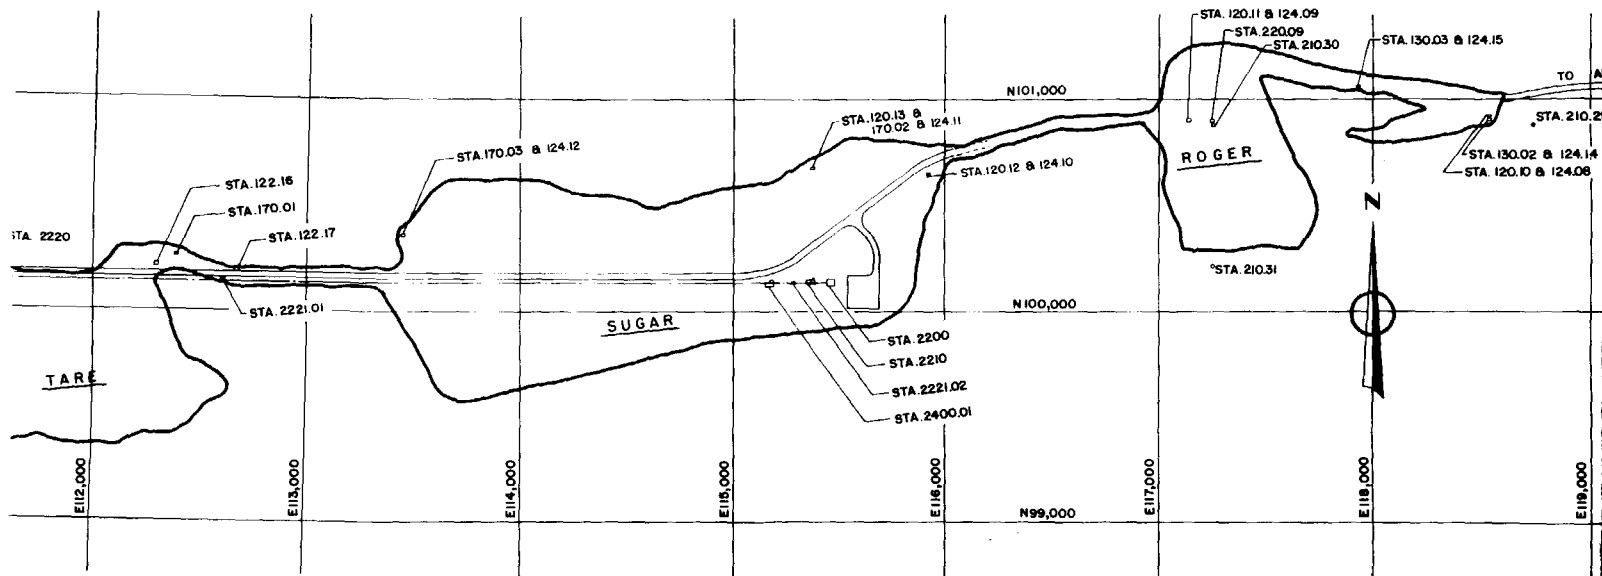 STA. 120.11 & 124.09
STA. 220.09
STA. 210.30
STA. 130.03 & 124.15
TO A
N101,000
STA. 120.13 &
170.02 & 124.11
STA. 210.29
STA. 170.03 & 124.12
ROGER
STA. 130.02 & 124.14
STA. 120.10 & 124.08
STA. 120.12 & 124.10
STA. 122.16
STA. 170.01
N
STA. 2220
STA. 122.17
STA. 210.31
STA. 2221.01
N100,000
SUGAR
STA. 2200
STA. 2210
TARE
STA. 2221.02
STA. 2400.01
E112,000
E113,000
E114,000
E115,000
E116,000
E117,000
E118,000
E119,000
N99,000